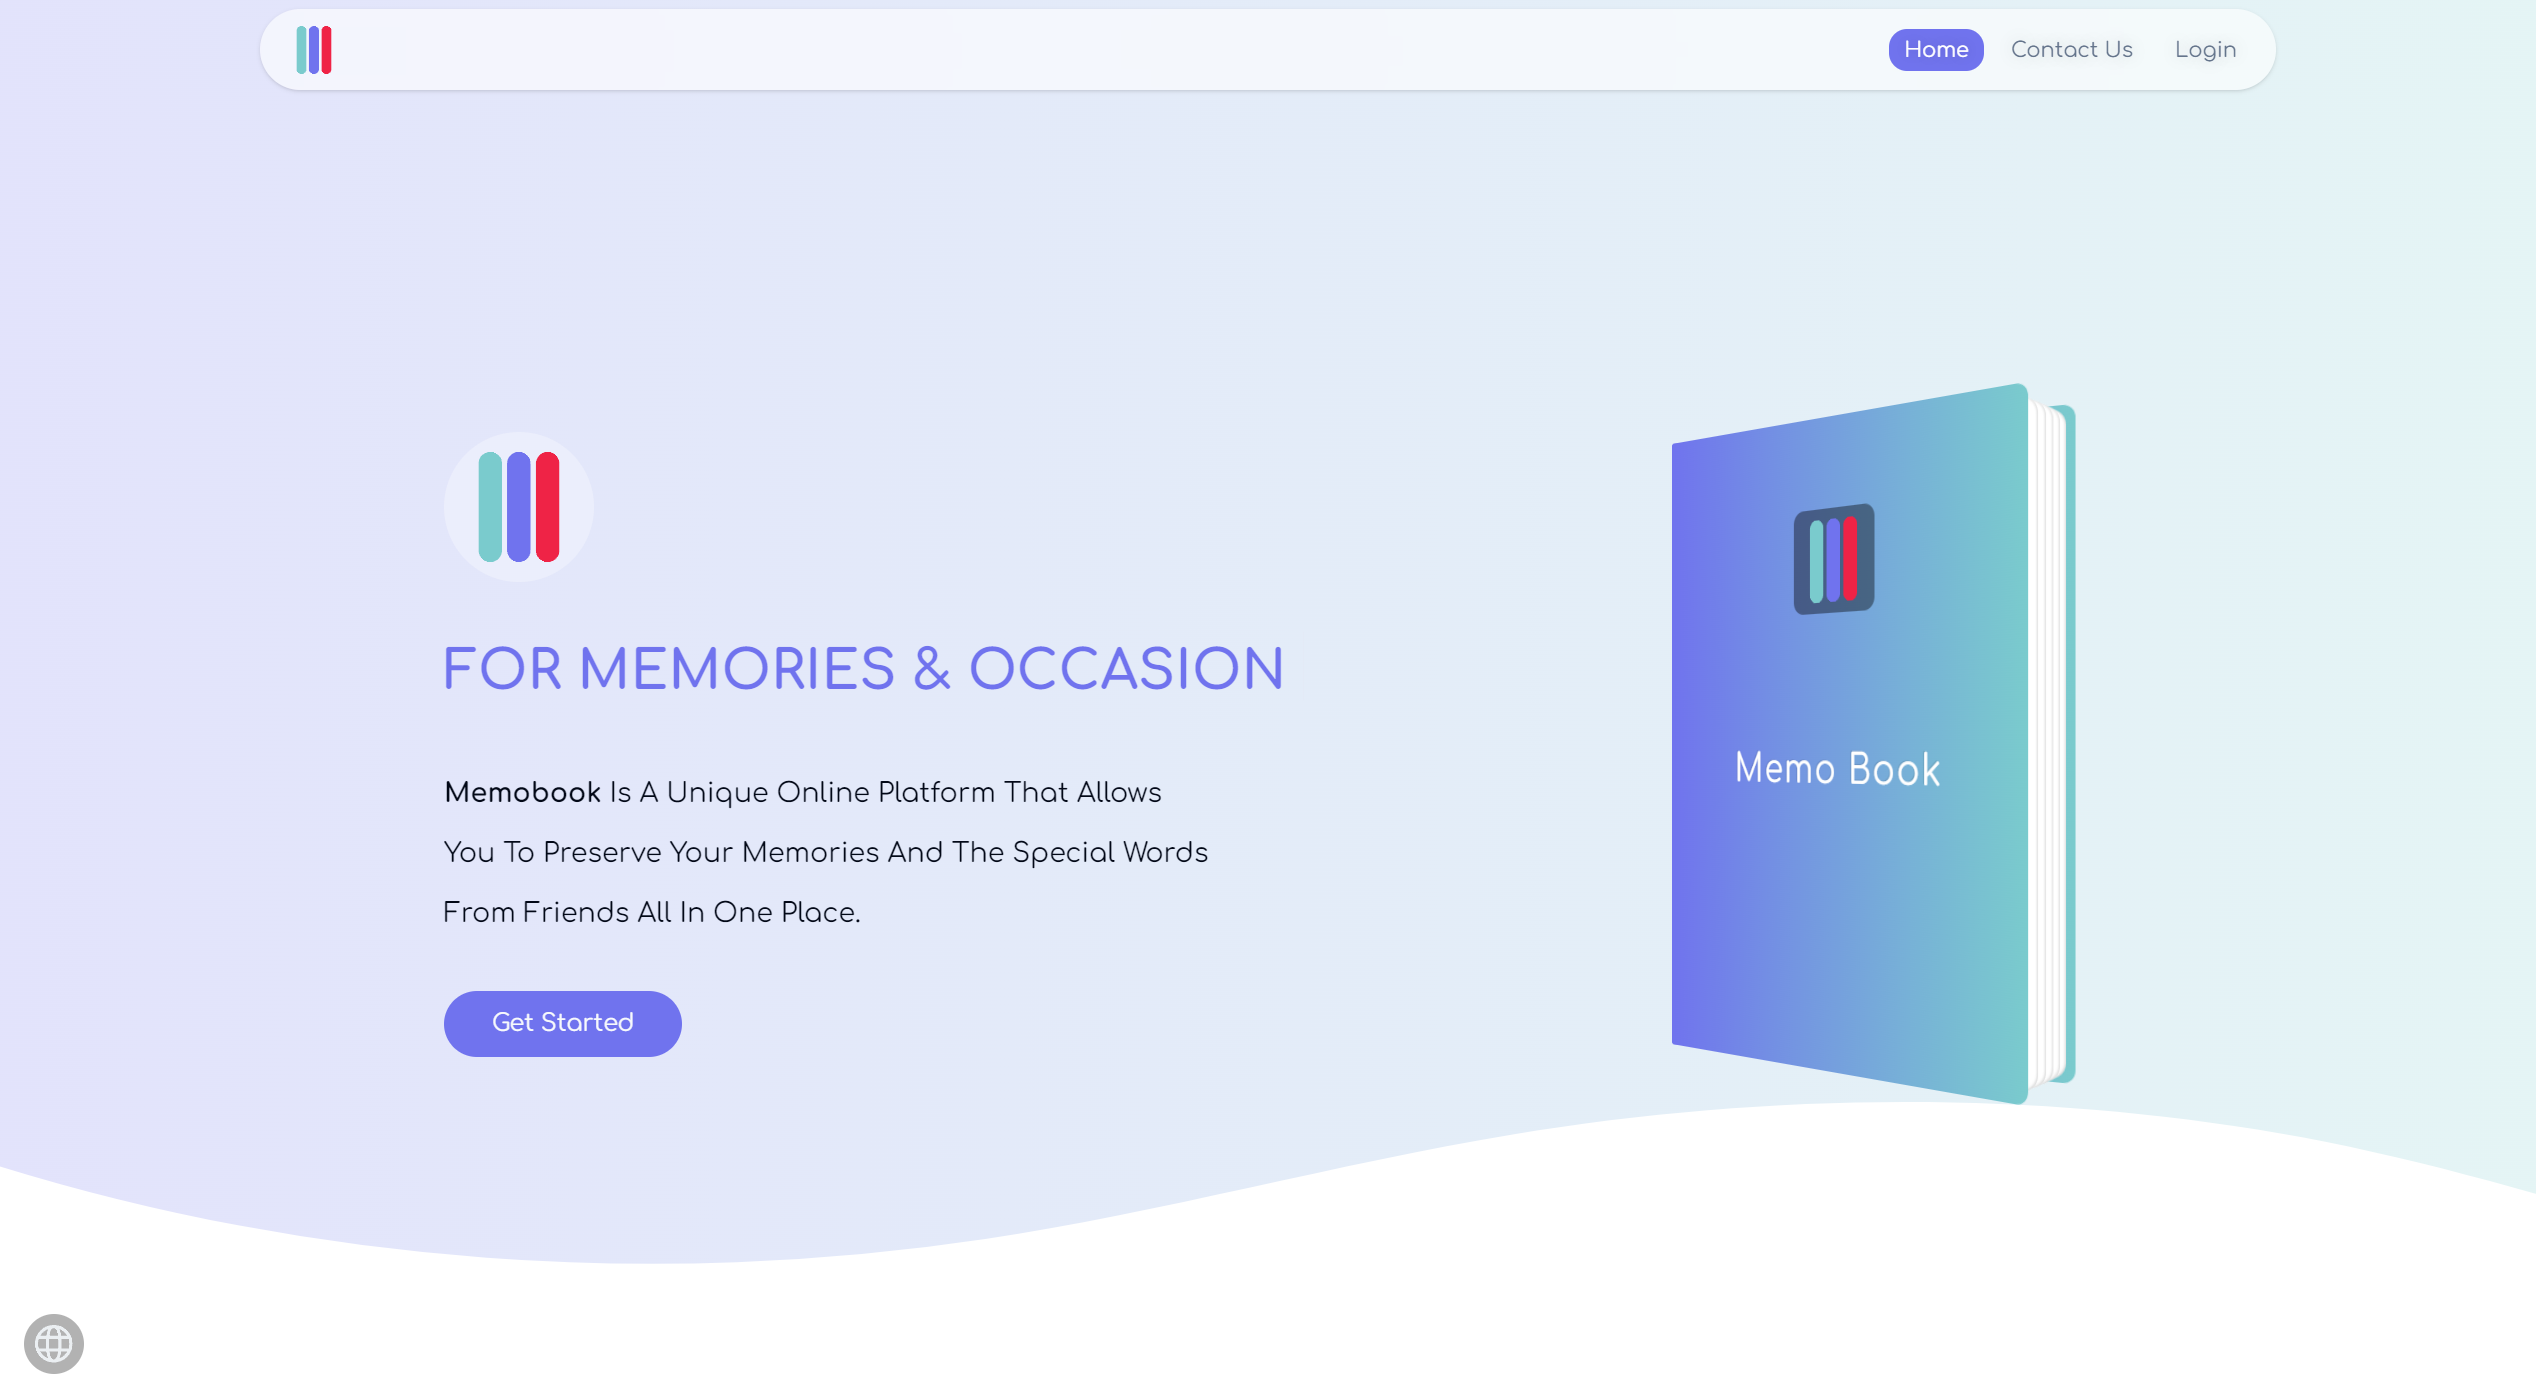 Home
Contact Us
Login
FOR MEMORIES & OCCASION
Memobook Is A Unique Online Platform That Allows
You To Preserve Your Memories And The Special Words
From Friends All In One Place.
Get Started
Memo Book